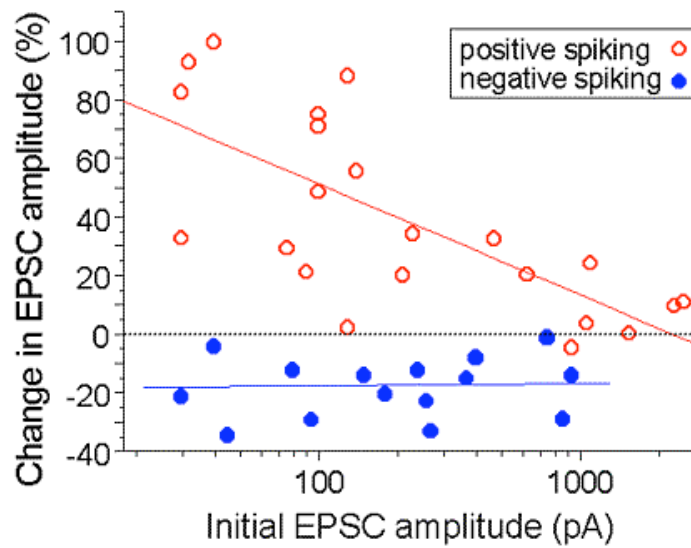 positive spiking
negative spiking
Change in EPSC amplitude (%)
100
80
60
40
20
0
-20
-40
100
1000
Initial EPSC amplitude (pA)